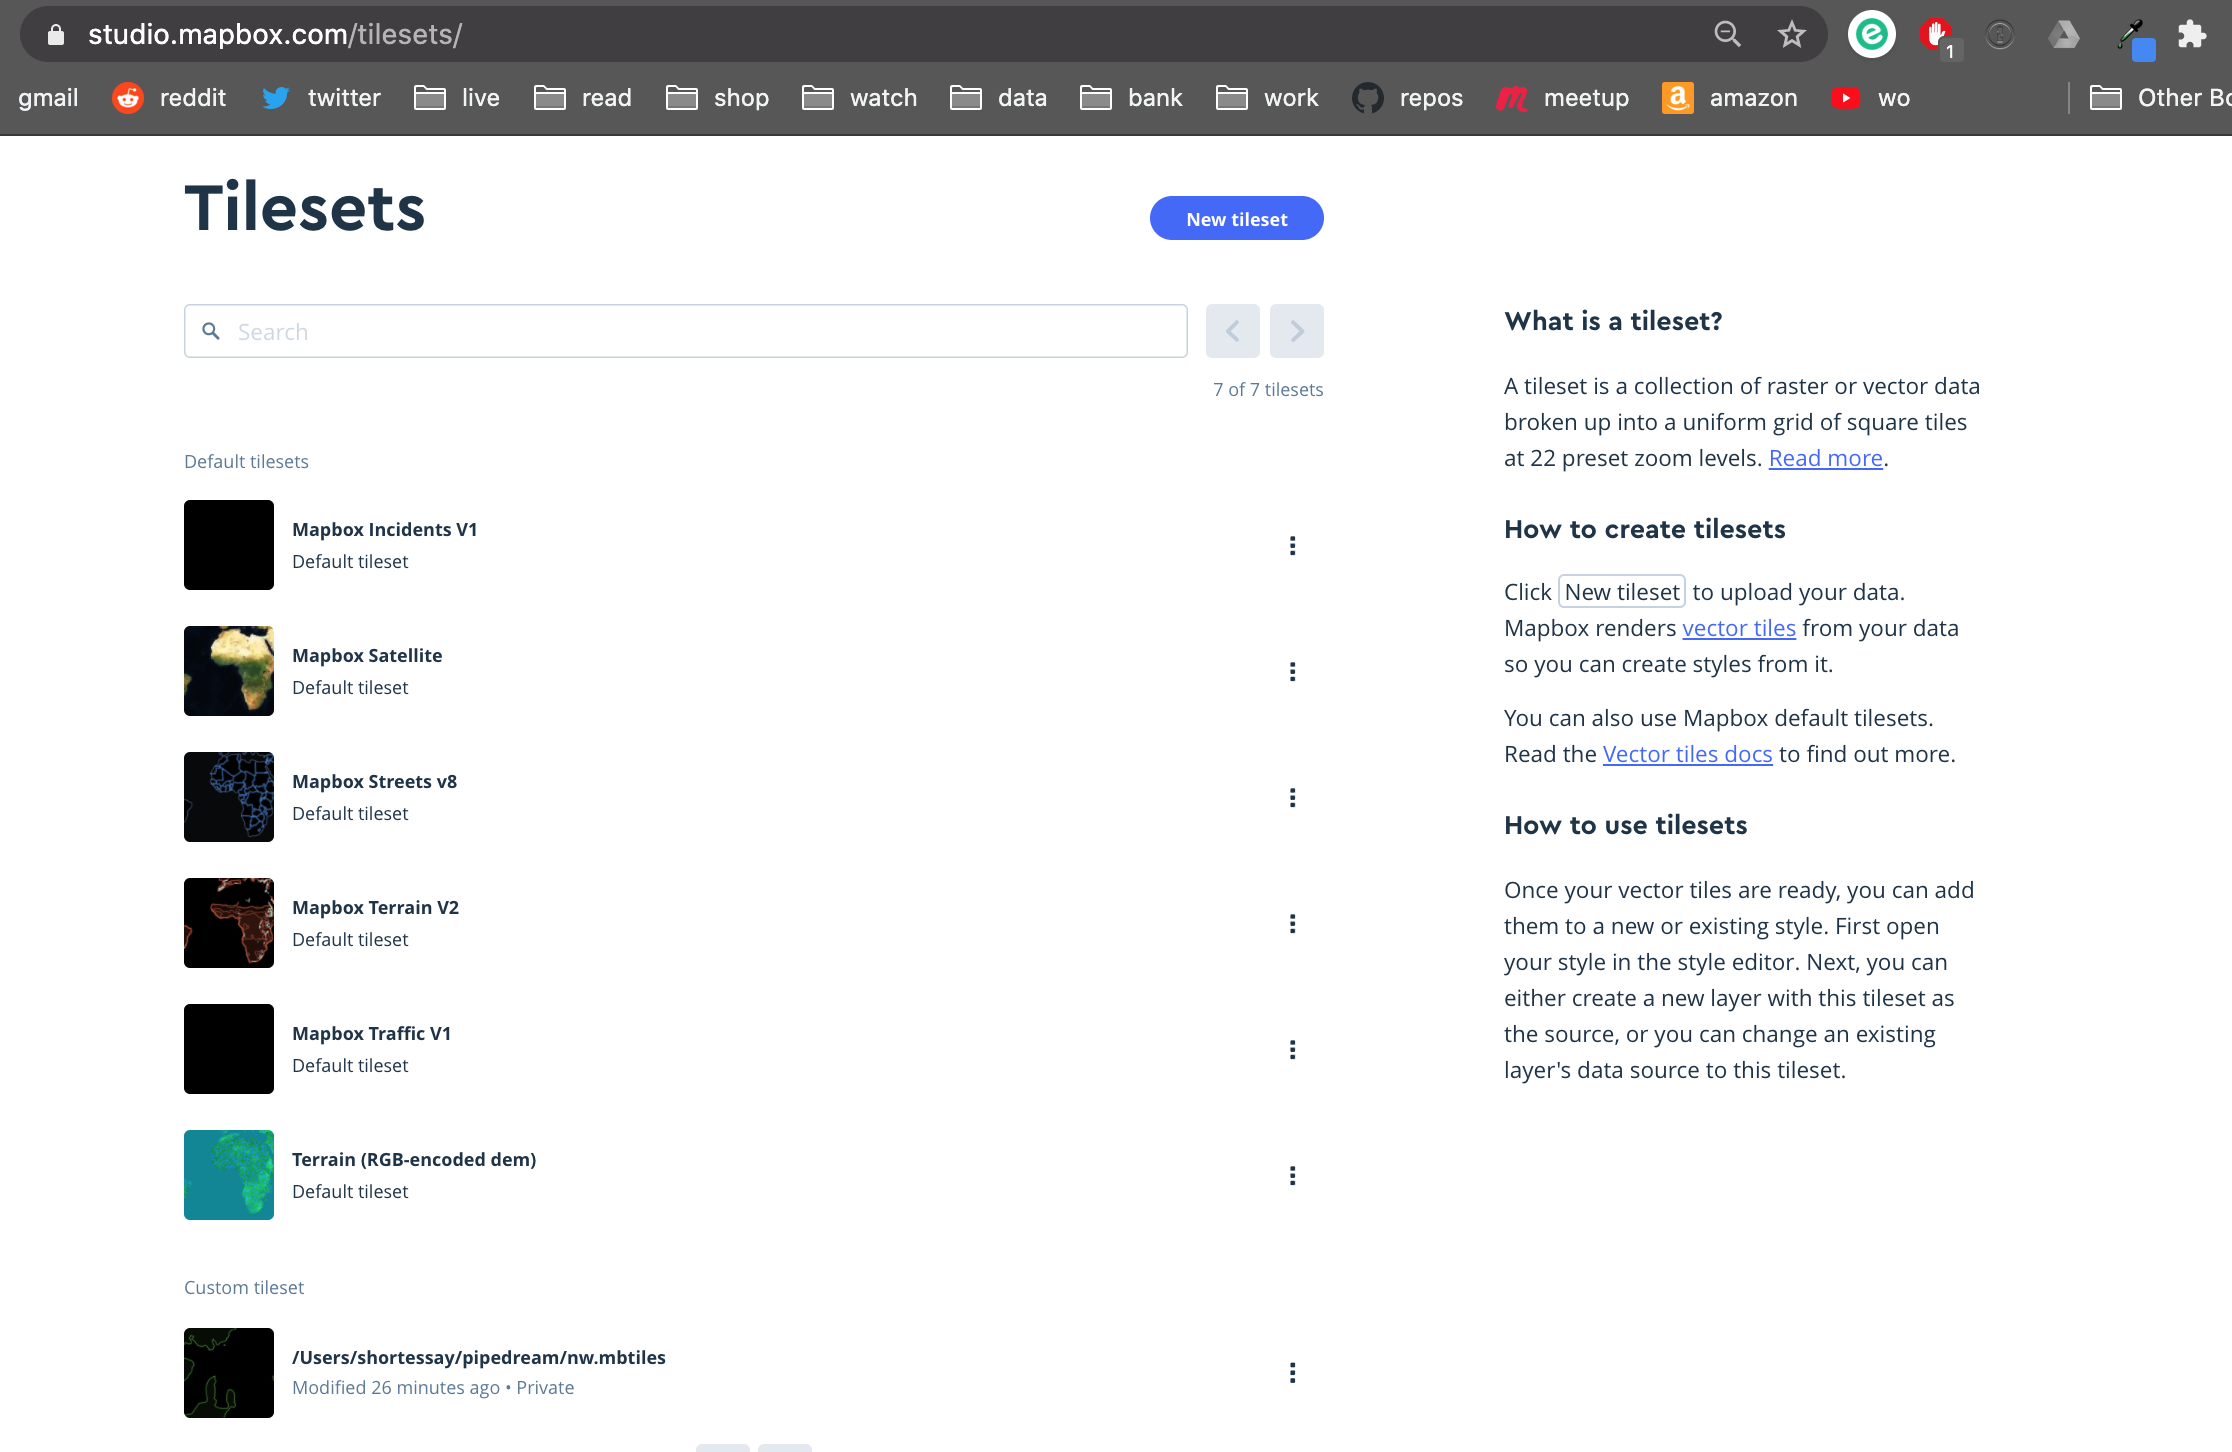 studio.mapbox.com/tilesets/
1
gmail reddit twitter live read shop watch data bank work repos meetup amazon wo Other Bo
Tilesets
New tileset
Search
7 of 7 tilesets
Default tilesets
Mapbox Incidents V1
Default tileset
Mapbox Satellite
Default tileset
Mapbox Streets v8
Default tileset
Mapbox Terrain V2
Default tileset
Mapbox Traffic V1
Default tileset
Terrain (RGB-encoded dem)
Default tileset
Custom tileset
/Users/shortessay/pipedream/nw.mbtiles
Modified 26 minutes ago • Private
What is a tileset?
A tileset is a collection of raster or vector data
broken up into a uniform grid of square tiles
at 22 preset zoom levels. Read more.
How to create tilesets
Click New tileset to upload your data.
Mapbox renders vector tiles from your data
so you can create styles from it.
You can also use Mapbox default tilesets.
Read the Vector tiles docs to find out more.
How to use tilesets
Once your vector tiles are ready, you can add
them to a new or existing style. First open
your style in the style editor. Next, you can
either create a new layer with this tileset as
the source, or you can change an existing
layer's data source to this tileset.